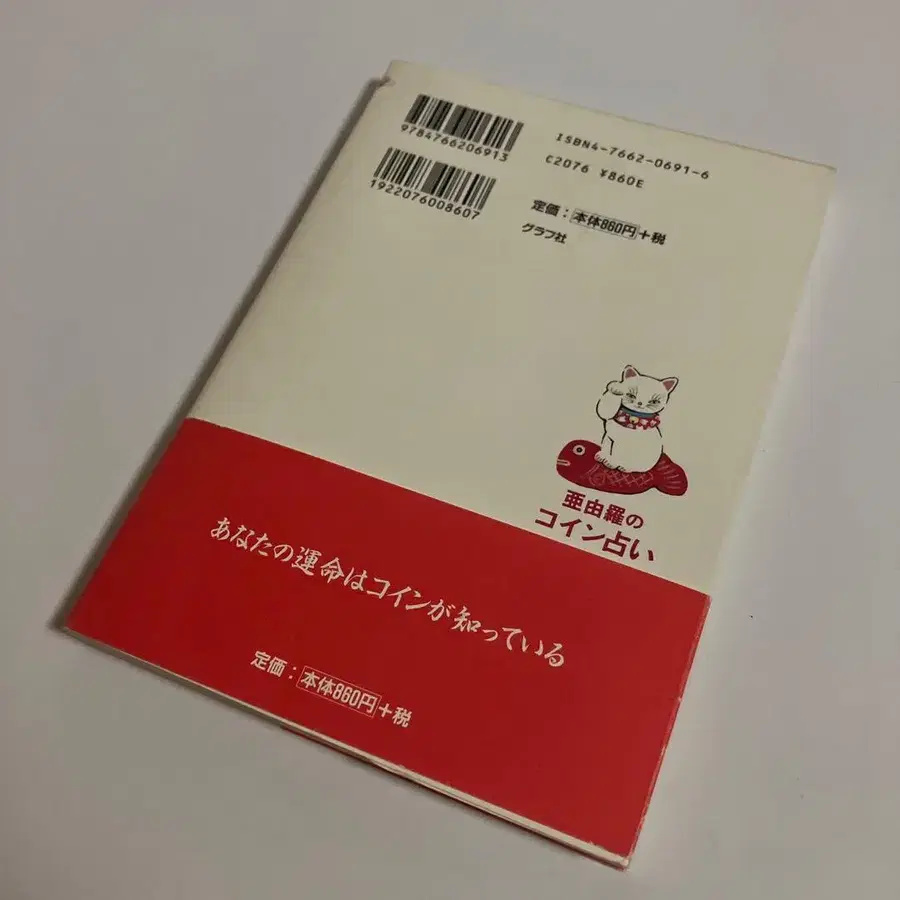 9784766206913
1922076008607
ISBN4-7662-0691-6
C2076 ¥860E
定価：本体860円+税
グラフ社
亜由羅の
コイン占い
あなたの運命はコインが知っている
定価：本体860円+税